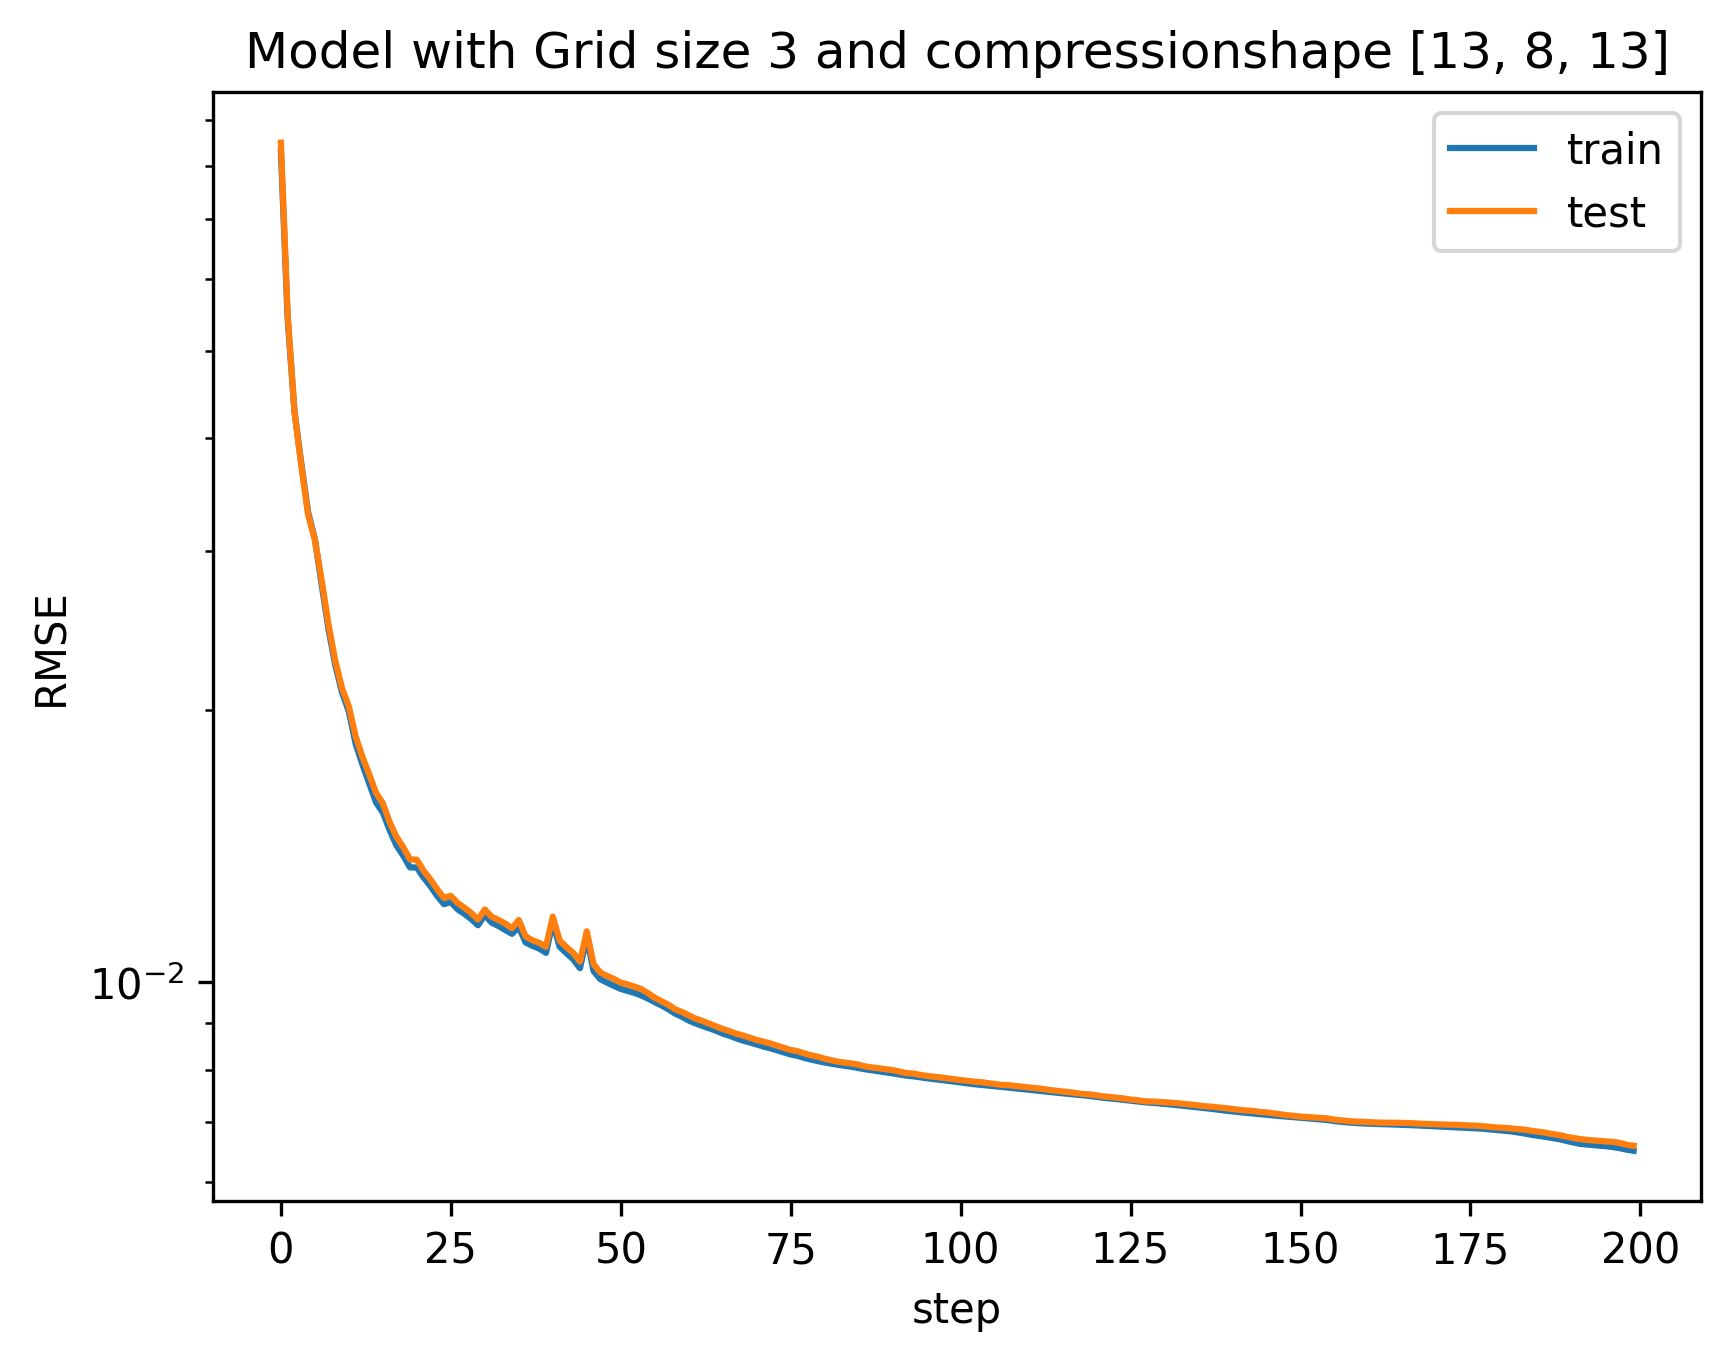 Model with Grid size 3 and compressionshape [13, 8, 13]
train
test
RMSE
10⁻²
0 25 50 75 100 125 150 175 200
step